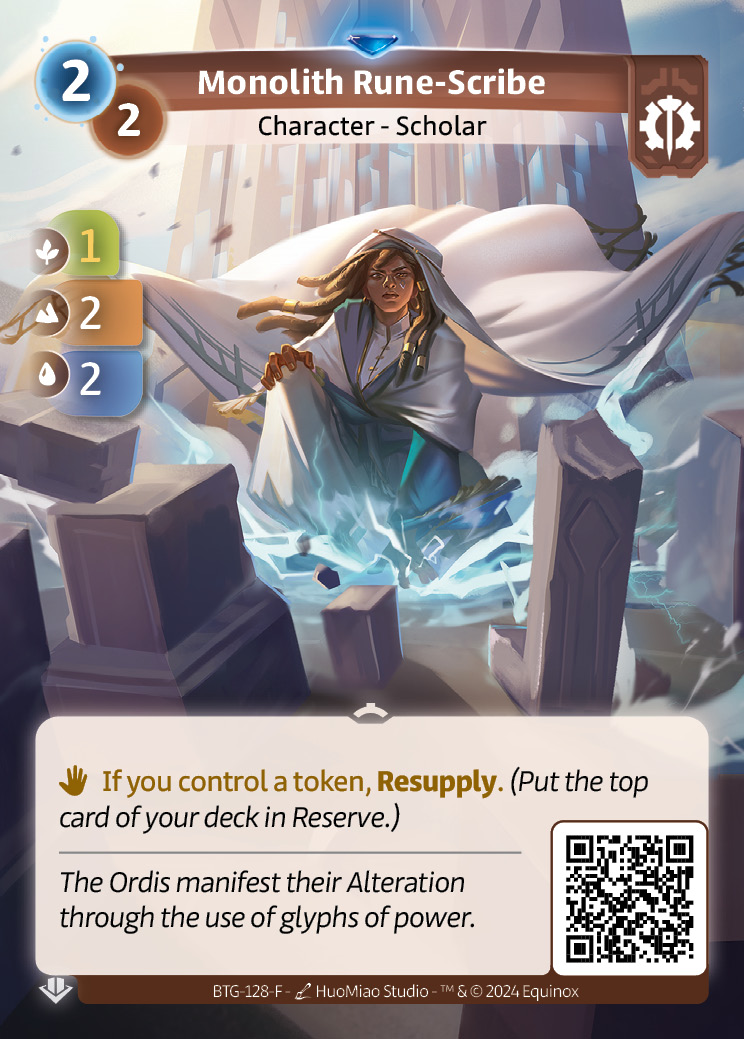 2
Monolith Rune-Scribe
2
Character - Scholar
1
2
2
If you control a token, Resupply. (Put the top
card of your deck in Reserve.)
The Ordis manifest their Alteration
through the use of glyphs of power.
BTG-128-F - HuoMiao Studio - ™ & © 2024 Equinox